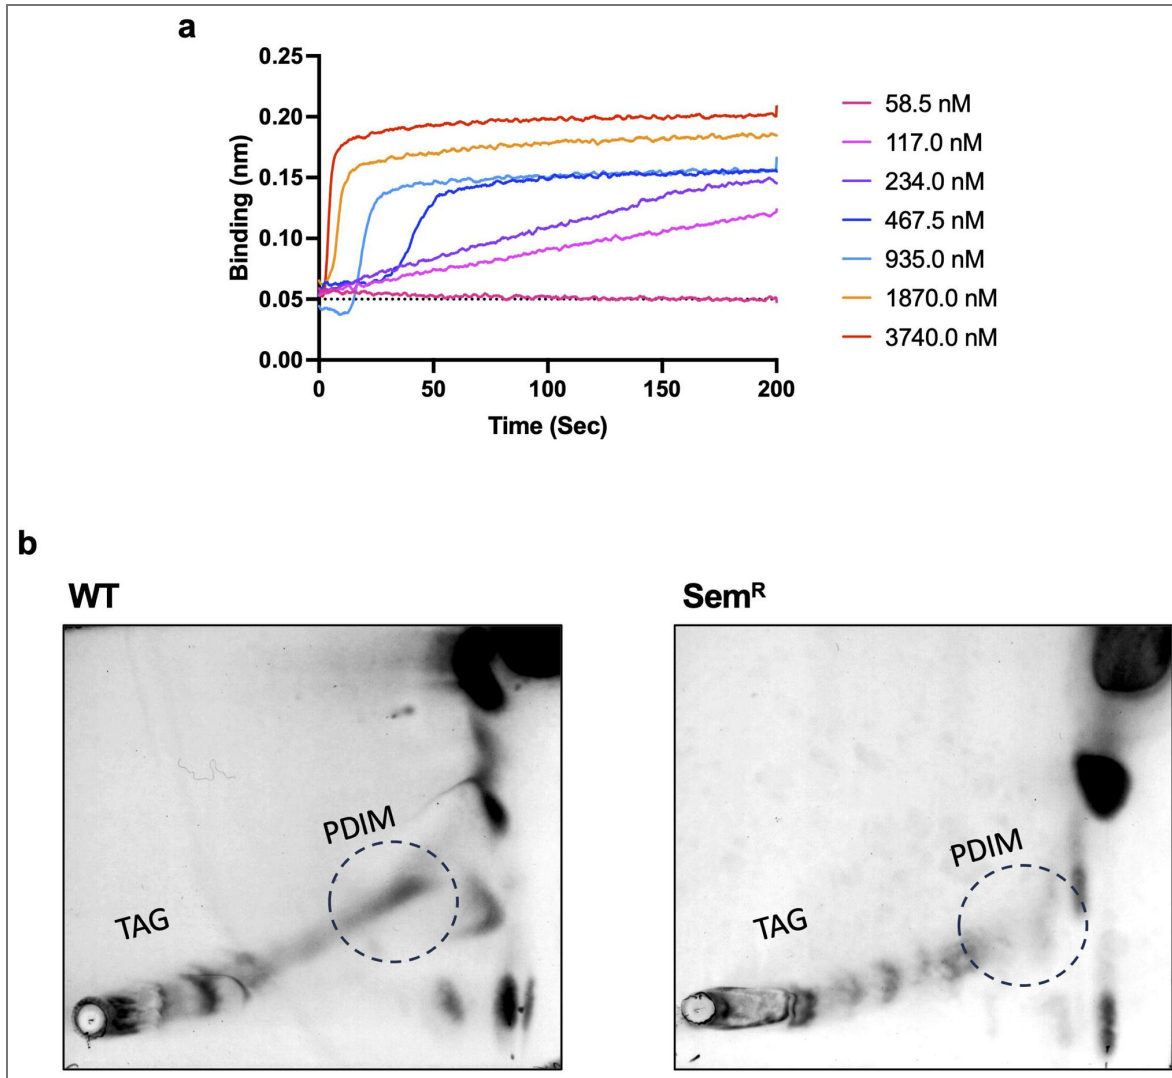 a
0.25
0.20
0.15
0.10
0.05
0.00
Binding (nm)
0 50 100 150 200
Time (Sec)
58.5 nM
117.0 nM
234.0 nM
467.5 nM
935.0 nM
1870.0 nM
3740.0 nM
b
WT
PDIM
TAG
Semᴿ
PDIM
TAG